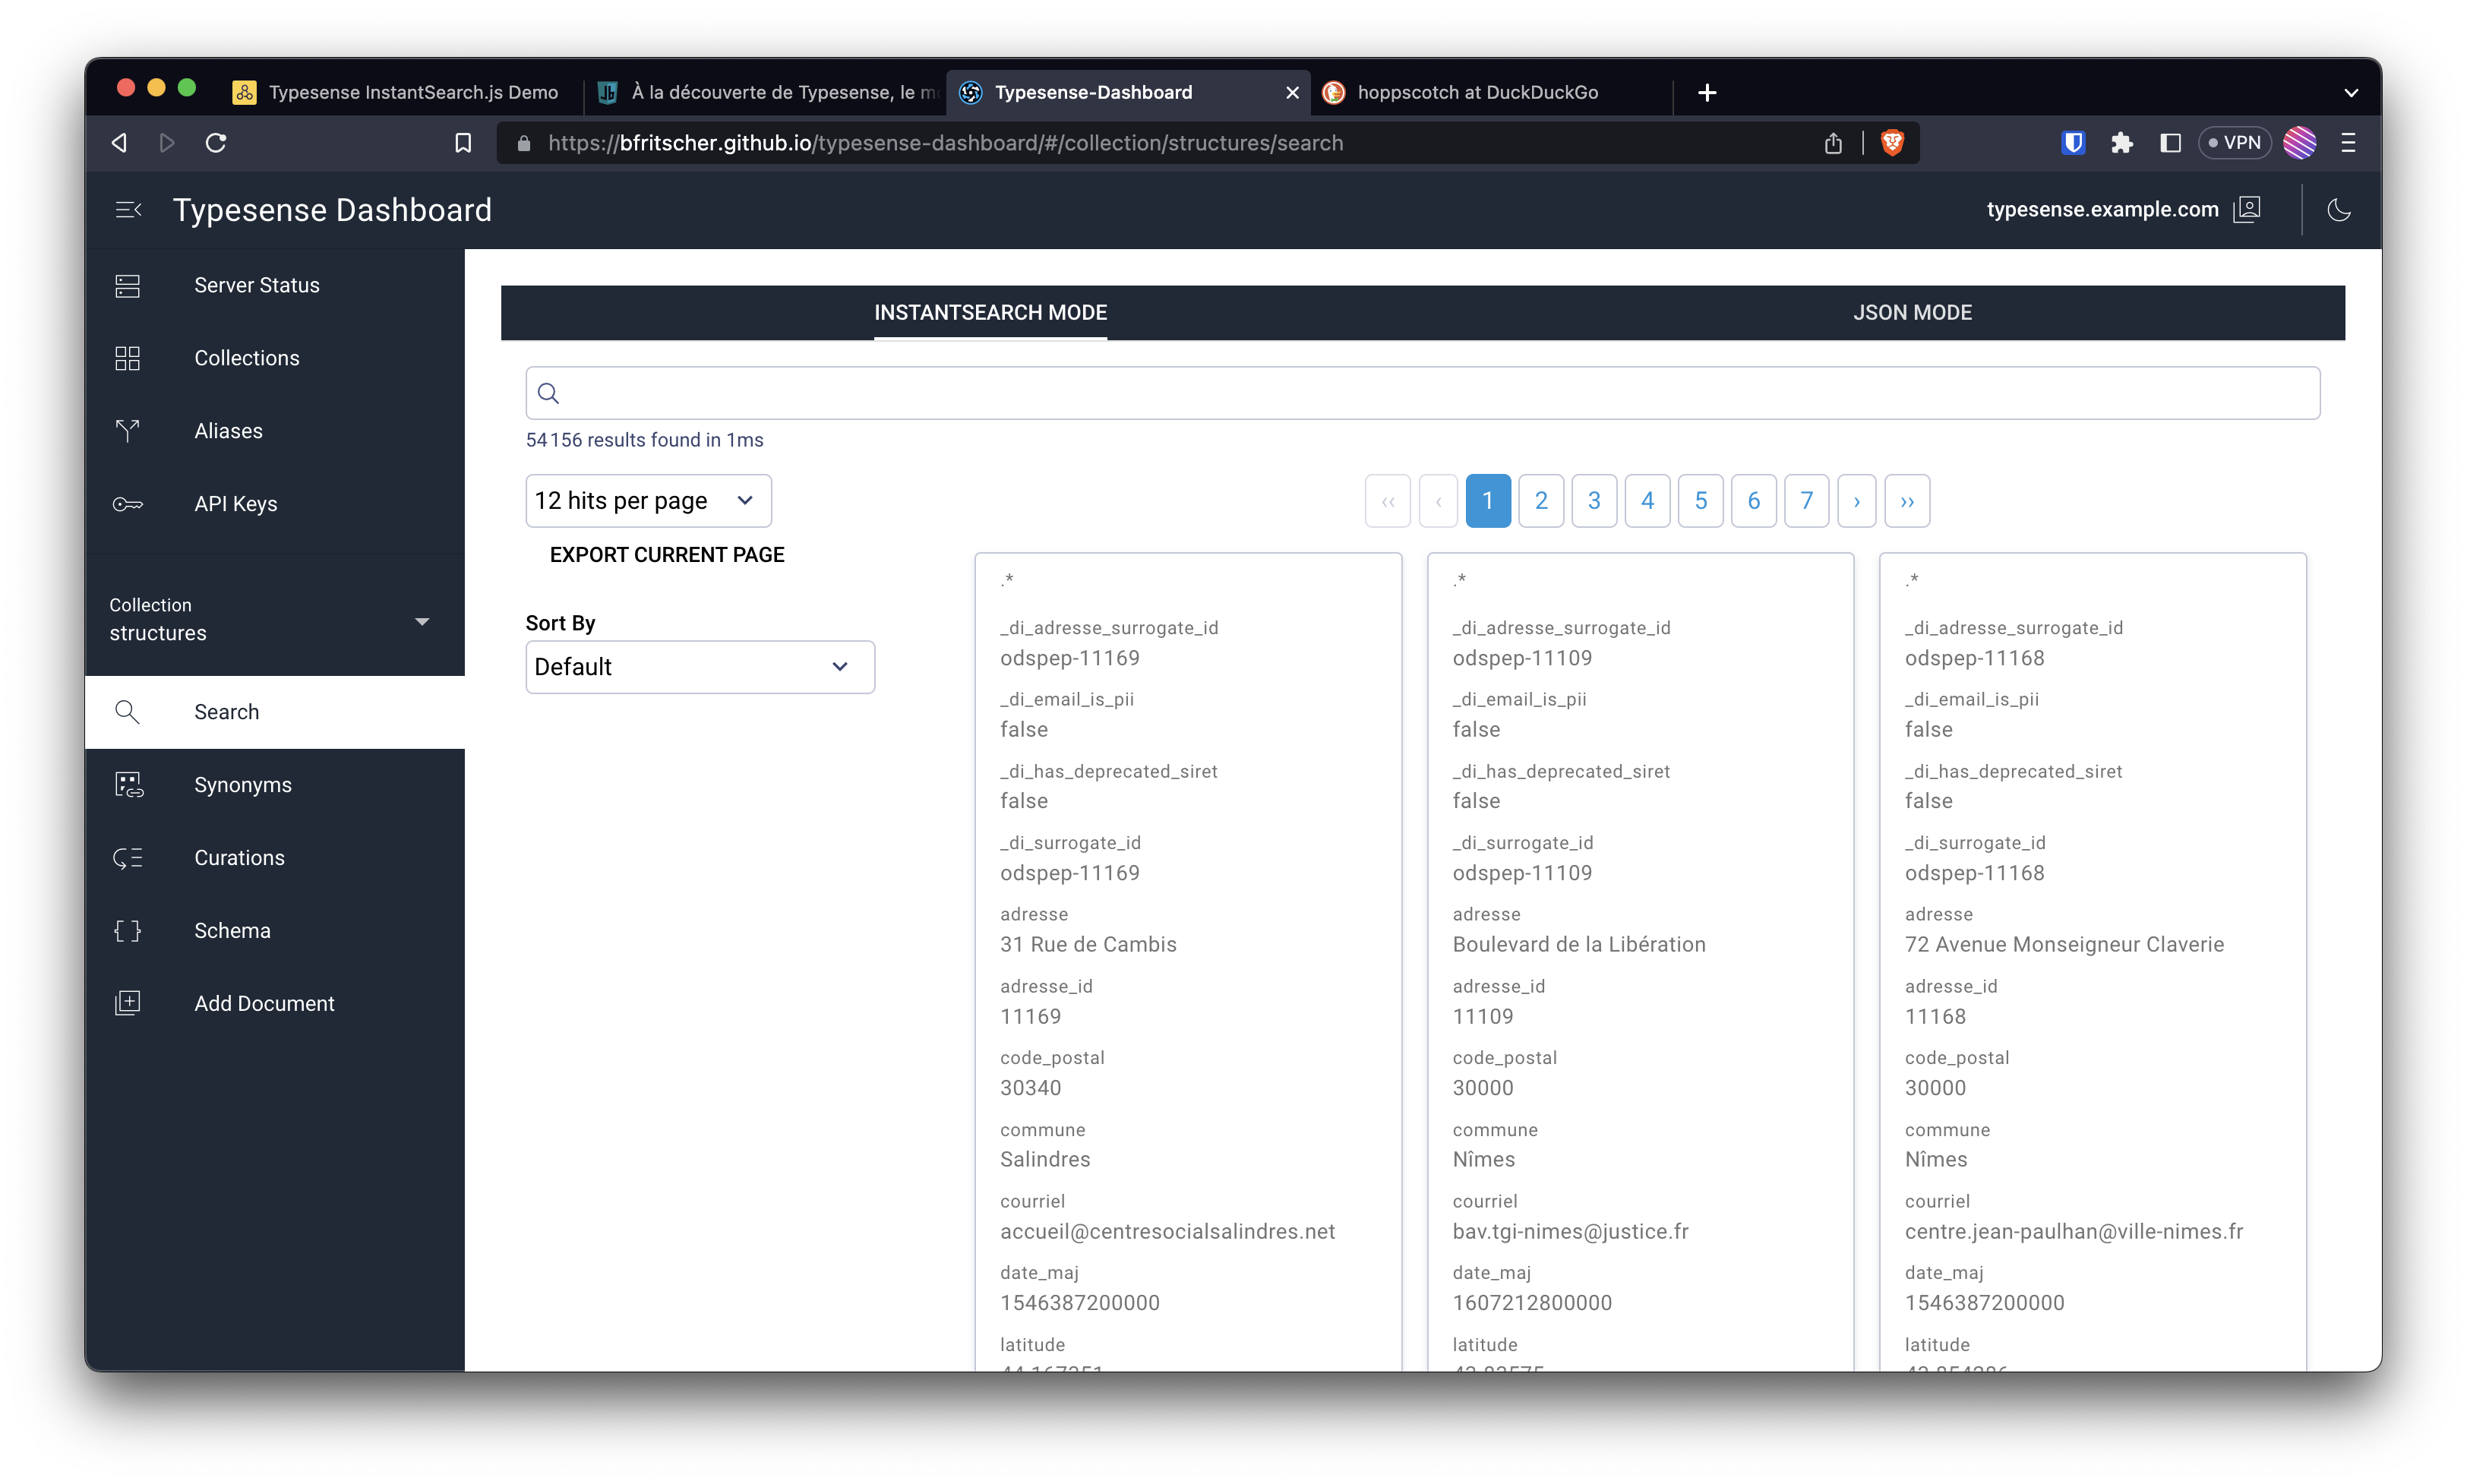 Typesense InstantSearch.js Demo
À la découverte de Typesense, le m
Typesense-Dashboard
hoppscotch at DuckDuckGo
https://bfritscher.github.io/typesense-dashboard/#/collection/structures/search
VPN
Typesense Dashboard
typesense.example.com
Server Status
Collections
Aliases
API Keys
Collection
structures
Search
Synonyms
Curations
Schema
Add Document
INSTANTSEARCH MODE
JSON MODE
54 156 results found in 1ms
12 hits per page
‹‹ ‹ 1 2 3 4 5 6 7 › ››
EXPORT CURRENT PAGE
Sort By
Default
.*
_di_adresse_surrogate_id
odspep-11169
_di_email_is_pii
false
_di_has_deprecated_siret
false
_di_surrogate_id
odspep-11169
adresse
31 Rue de Cambis
adresse_id
11169
code_postal
30340
commune
Salindres
courriel
accueil@centresocialsalindres.net
date_maj
1546387200000
latitude
.*
_di_adresse_surrogate_id
odspep-11109
_di_email_is_pii
false
_di_has_deprecated_siret
false
_di_surrogate_id
odspep-11109
adresse
Boulevard de la Libération
adresse_id
11109
code_postal
30000
commune
Nîmes
courriel
bav.tgi-nimes@justice.fr
date_maj
1607212800000
latitude
.*
_di_adresse_surrogate_id
odspep-11168
_di_email_is_pii
false
_di_has_deprecated_siret
false
_di_surrogate_id
odspep-11168
adresse
72 Avenue Monseigneur Claverie
adresse_id
11168
code_postal
30000
commune
Nîmes
courriel
centre.jean-paulhan@ville-nimes.fr
date_maj
1546387200000
latitude